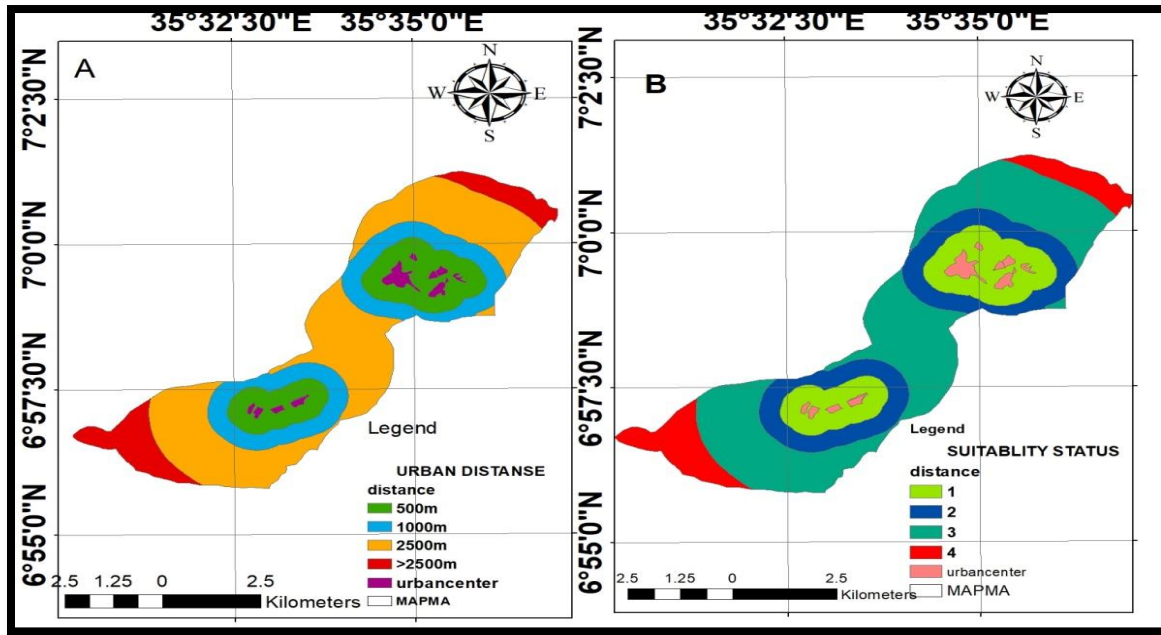 35°32'30"E 35°35'0"E
A
N
W E
S
7°2'30"N
7°0'0"N
6°57'30"N
6°55'0"N
Legend
URBAN DISTANSE
distance
500m
1000m
2500m
>2500m
urbancenter
MAPMA
2.5 1.25 0 2.5
Kilometers
35°32'30"E 35°35'0"E
B
N
W E
S
7°2'30"N
7°0'0"N
6°57'30"N
6°55'0"N
Legend
SUITABLITY STATUS
distance
1
2
3
4
urbancenter
MAPMA
2.5 1.25 0 2.5
Kilometers